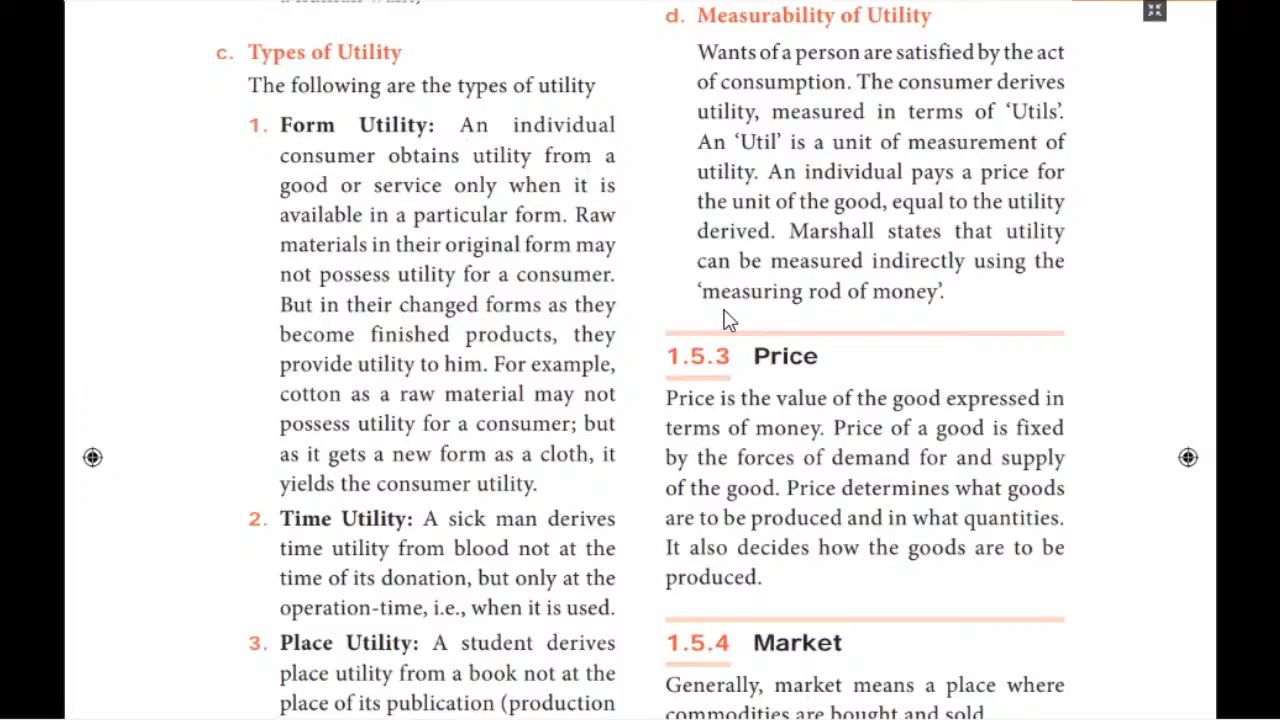 c. Types of Utility
The following are the types of utility
1. Form Utility: An individual
consumer obtains utility from a
good or service only when it is
available in a particular form. Raw
materials in their original form may
not possess utility for a consumer.
But in their changed forms as they
become finished products, they
provide utility to him. For example,
cotton as a raw material may not
possess utility for a consumer; but
as it gets a new form as a cloth, it
yields the consumer utility.
2. Time Utility: A sick man derives
time utility from blood not at the
time of its donation, but only at the
operation-time, i.e., when it is used.
3. Place Utility: A student derives
place utility from a book not at the
place of its publication (production
d. Measurability of Utility
Wants of a person are satisfied by the act
of consumption. The consumer derives
utility, measured in terms of ‘Utils’.
An ‘Util’ is a unit of measurement of
utility. An individual pays a price for
the unit of the good, equal to the utility
derived. Marshall states that utility
can be measured indirectly using the
‘measuring rod of money’.
1.5.3 Price
Price is the value of the good expressed in
terms of money. Price of a good is fixed
by the forces of demand for and supply
of the good. Price determines what goods
are to be produced and in what quantities.
It also decides how the goods are to be
produced.
1.5.4 Market
Generally, market means a place where
commodities are bought and sold